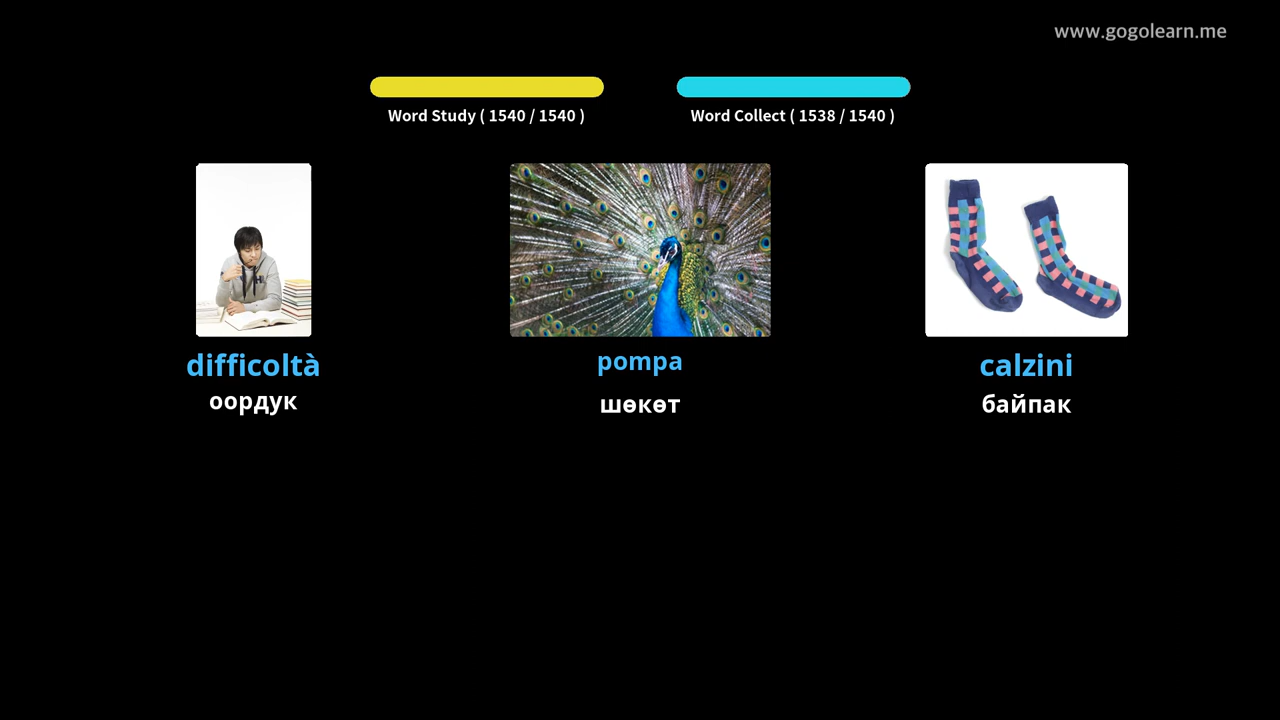 www.gogolearn.me
Word Study ( 1540 / 1540 )
Word Collect ( 1538 / 1540 )
difficoltà
оордук
pompa
шөкөт
calzini
байпак